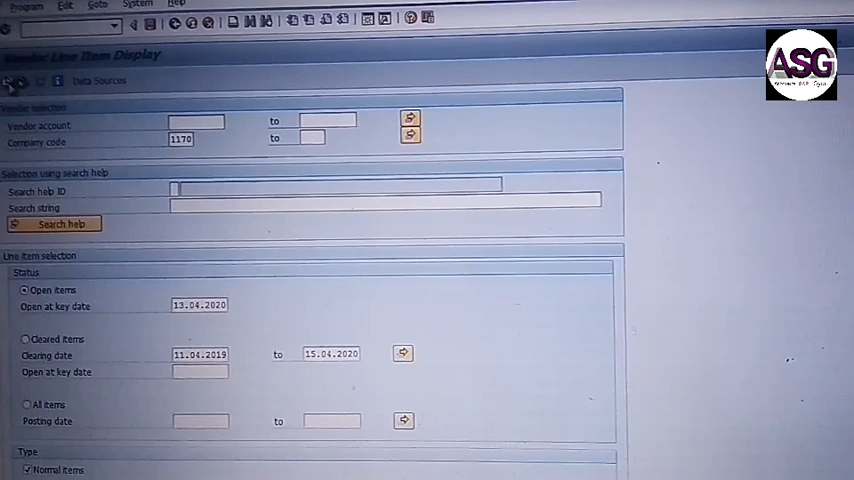 Program Edit Goto System Help
Vendor Line Item Display
Data Sources
Vendor selection
Vendor account to
Company code 1170 to
Selection using search help
Search help ID
Search string
Search help
Line item selection
Status
Open items
Open at key date 13.04.2020
Cleared items
Clearing date 11.04.2019 to 15.04.2020
Open at key date
All items
Posting date to
Type
Normal items
ASG